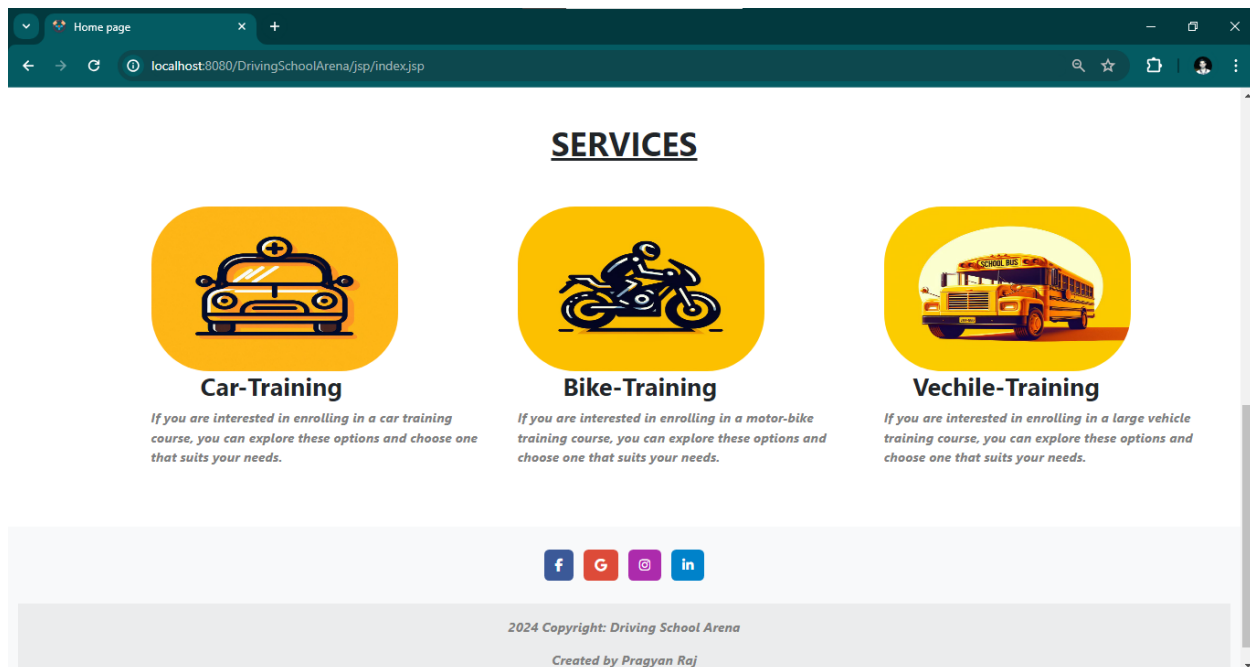 Home page
localhost:8080/DrivingSchoolArena/jsp/index.jsp
SERVICES
SCHOOL BUS
Car-Training
If you are interested in enrolling in a car training
course, you can explore these options and choose one
that suits your needs.
Bike-Training
If you are interested in enrolling in a motor-bike
training course, you can explore these options and
choose one that suits your needs.
Vechile-Training
If you are interested in enrolling in a large vehicle
training course, you can explore these options and
choose one that suits your needs.
f
G
in
2024 Copyright: Driving School Arena
Created by Pragyan Raj